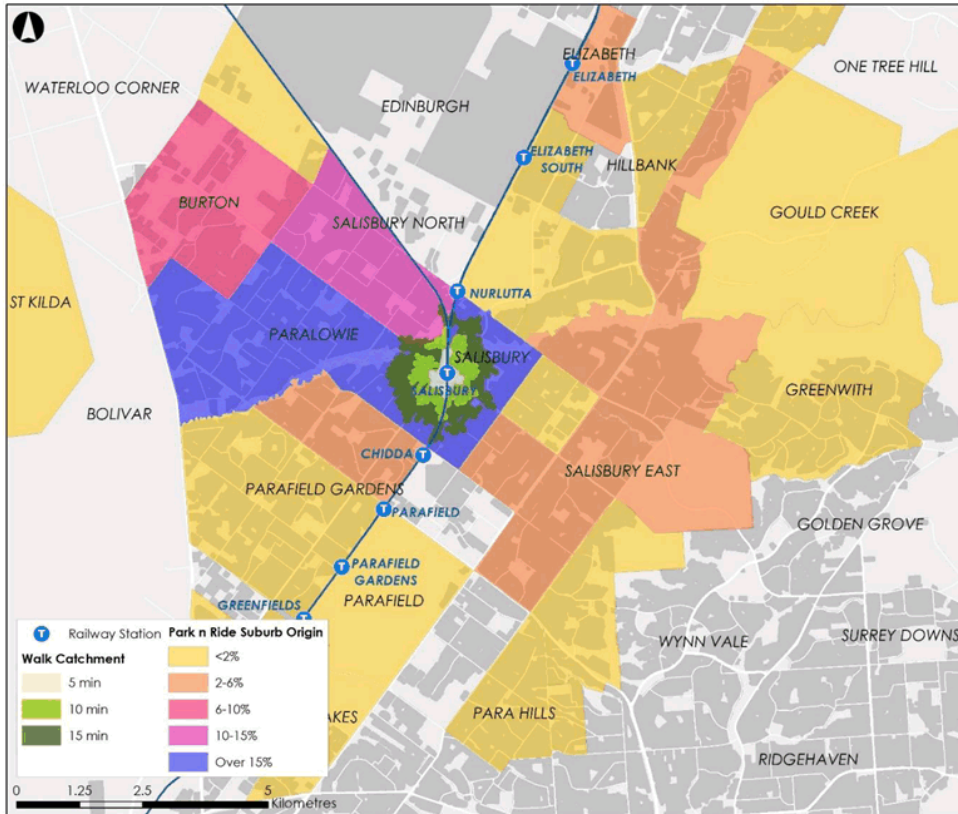 ELIZABETH
ELIZABETH
ONE TREE HILL
WATERLOO CORNER
EDINBURGH
ELIZABETH
SOUTH
HILLBANK
BURTON
SALISBURY NORTH
GOULD CREEK
NURLUTTA
ST KILDA
PARALOWIE
SALISBURY
SALISBURY
GREENWITH
BOLIVAR
CHIDDA
SALISBURY EAST
PARAFIELD GARDENS
PARAFIELD
GOLDEN GROVE
PARAFIELD
GARDENS
PARAFIELD
GREENFIELDS
WYNN VALE
SURREY DOWNS
AKES
PARA HILLS
RIDGEHAVEN
T Railway Station
Walk Catchment
5 min
10 min
15 min
Park n Ride Suburb Origin
<2%
2-6%
6-10%
10-15%
Over 15%
0 1.25 2.5 5
Kilometres